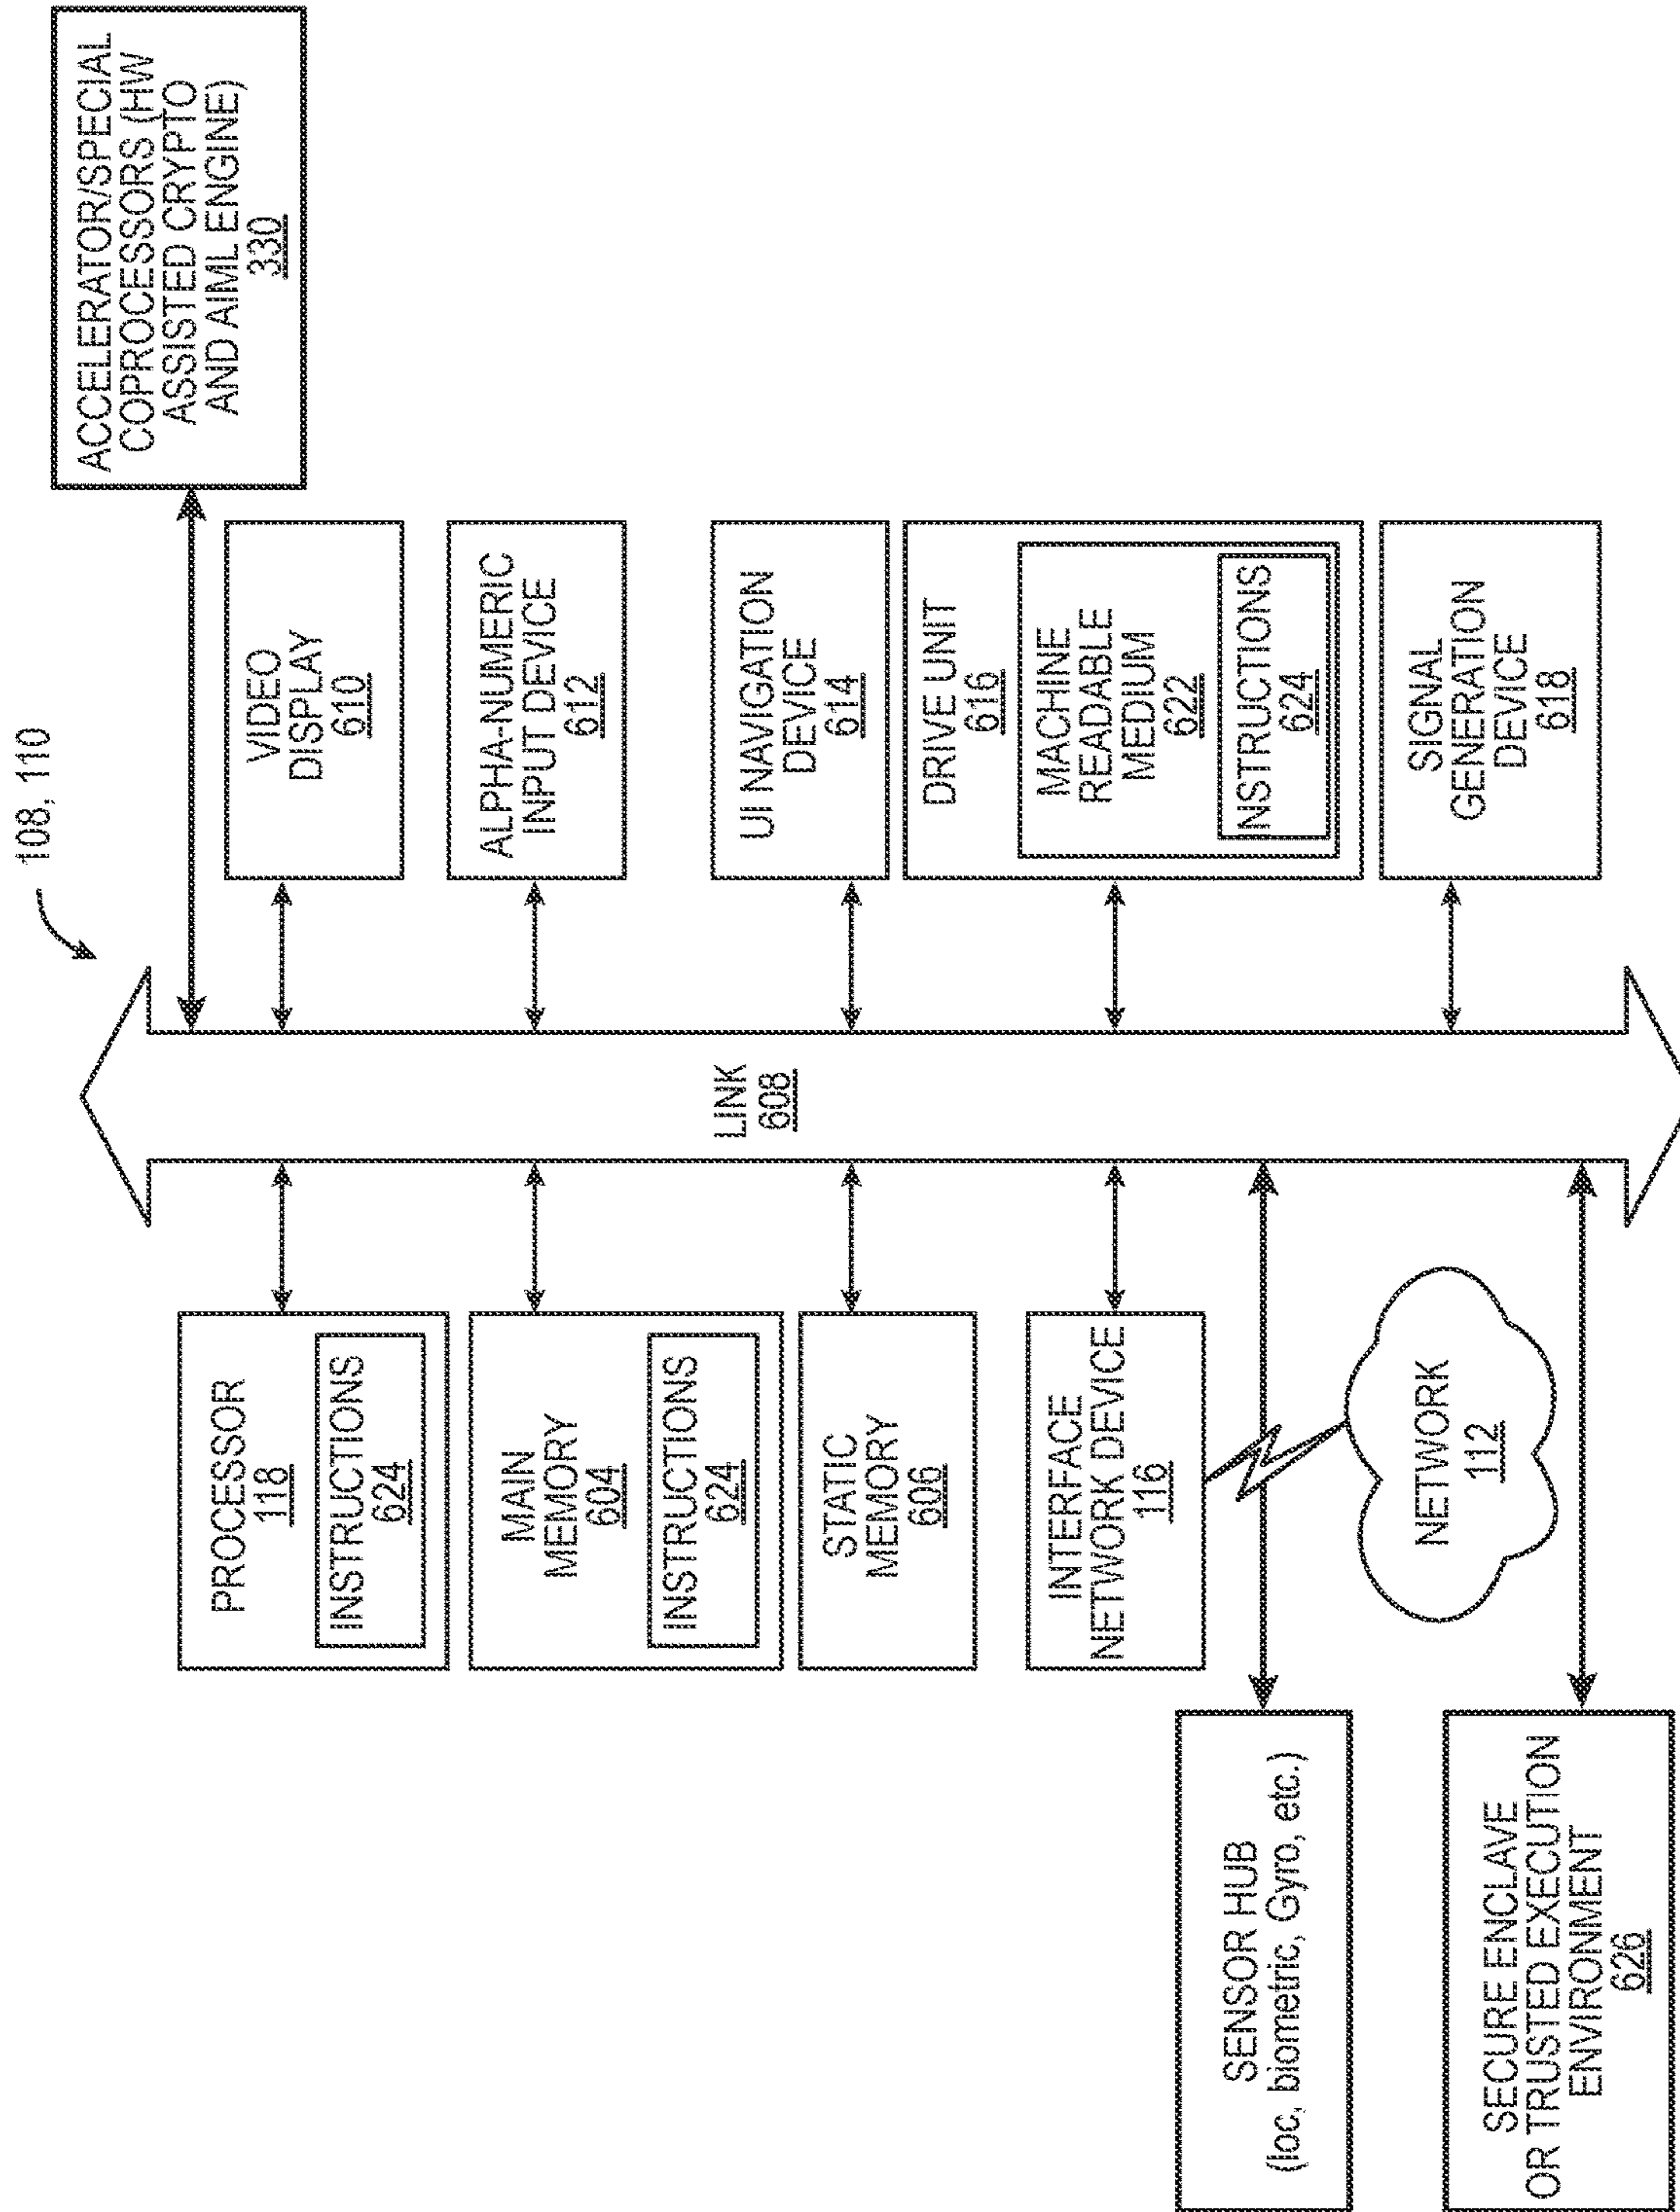 108, 110
ACCELERATOR/SPECIAL
COPROCESSORS (HW
ASSISTED CRYPTO
AND AIML ENGINE)
330
PROCESSOR
118
INSTRUCTIONS
624
MAIN
MEMORY
604
INSTRUCTIONS
624
STATIC
MEMORY
606
INTERFACE
NETWORK DEVICE
116
SENSOR HUB
(loc, biometric, Gyro, etc.)
NETWORK
112
SECURE ENCLAVE
OR TRUSTED EXECUTION
ENVIRONMENT
626
LINK
608
VIDEO
DISPLAY
610
ALPHA-NUMERIC
INPUT DEVICE
612
UI NAVIGATION
DEVICE
614
DRIVE UNIT
616
MACHINE
READABLE
MEDIUM
622
INSTRUCTIONS
624
SIGNAL
GENERATION
DEVICE
618